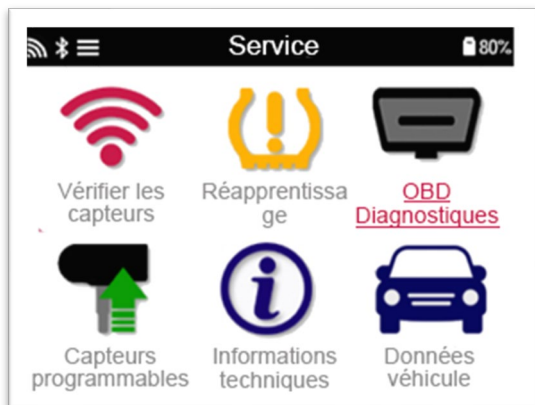 Service
80%
Vérifier les
capteurs
Réapprentissa
ge
OBD
Diagnostiques
Capteurs
programmables
Informations
techniques
Données
véhicule